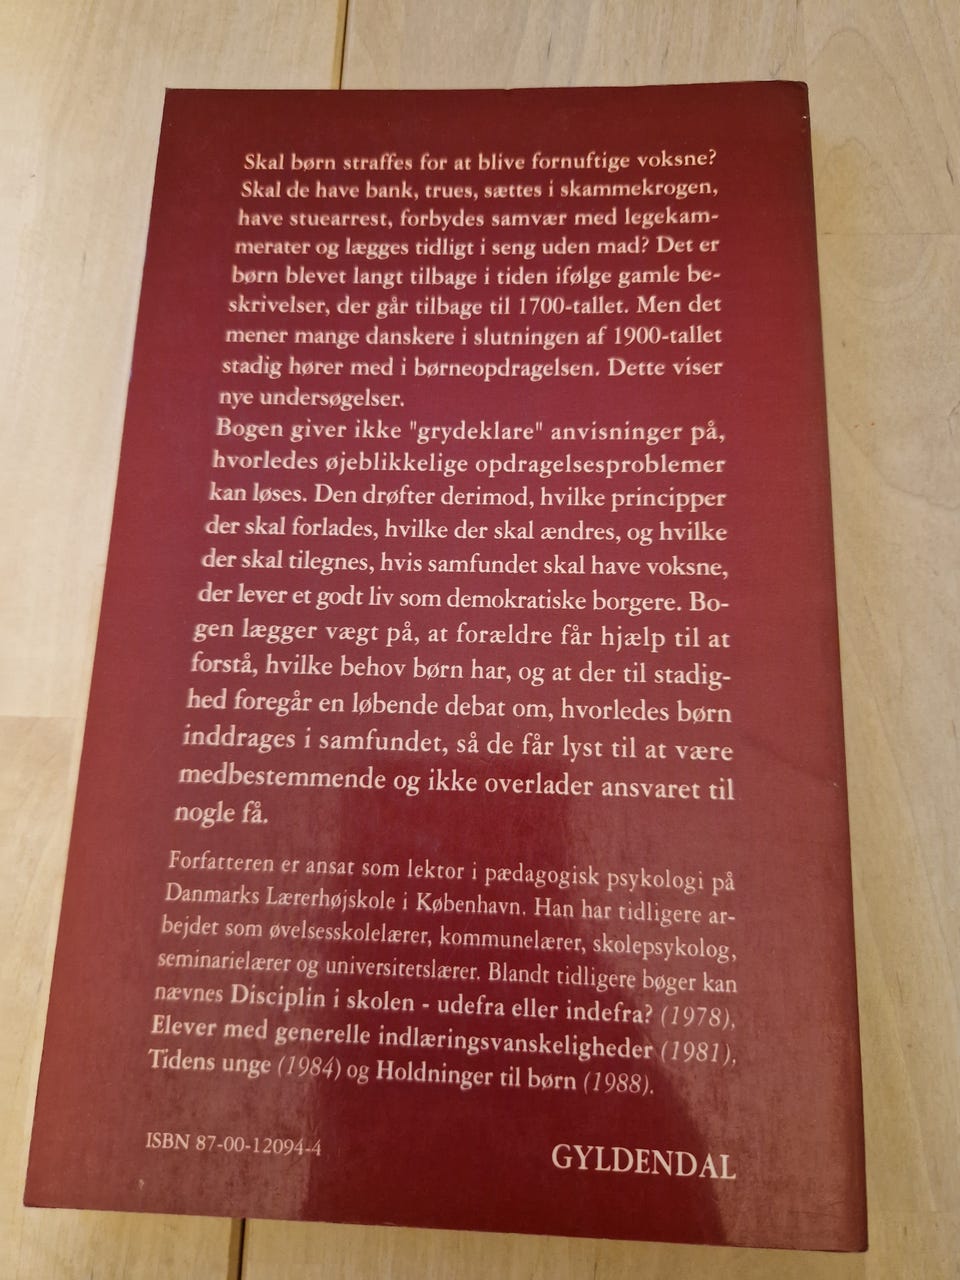 Skal børn straffes for at blive fornuftige voksne?
Skal de have bank, trues, sættes i skammekrogen,
have stuearrest, forbydes samvær med legekam-
merater og lægges tidligt i seng uden mad? Det er
børn blevet langt tilbage i tiden ifølge gamle be-
skrivelser, der går tilbage til 1700-tallet. Men det
mener mange danskere i slutningen af 1900-tallet
stadig hører med i børneopdragelsen. Dette viser
nye undersøgelser.
Bogen giver ikke "grydeklare" anvisninger på,
hvorledes øjeblikkelige opdragelsesproblemer
kan løses. Den drøfter derimod, hvilke principper
der skal forlades, hvilke der skal ændres, og hvilke
der skal tilegnes, hvis samfundet skal have voksne,
der lever et godt liv som demokratiske borgere. Bo-
gen lægger vægt på, at forældre får hjælp til at
forstå, hvilke behov børn har, og at der til stadig-
hed foregår en løbende debat om, hvorledes børn
inddrages i samfundet, så de får lyst til at være
medbestemmende og ikke overlader ansvaret til
nogle få.
Forfatteren er ansat som lektor i pædagogisk psykologi på
Danmarks Lærerhøjskole i København. Han har tidligere ar-
bejdet som øvelsesskolelærer, kommunelærer, skolepsykolog,
seminarielærer og universitetslærer. Blandt tidligere bøger kan
nævnes Disciplin i skolen - udefra eller indefra? (1978),
Elever med generelle indlæringsvanskeligheder (1981),
Tidens unge (1984) og Holdninger til børn (1988).
ISBN 87-00-12094-4
GYLDENDAL